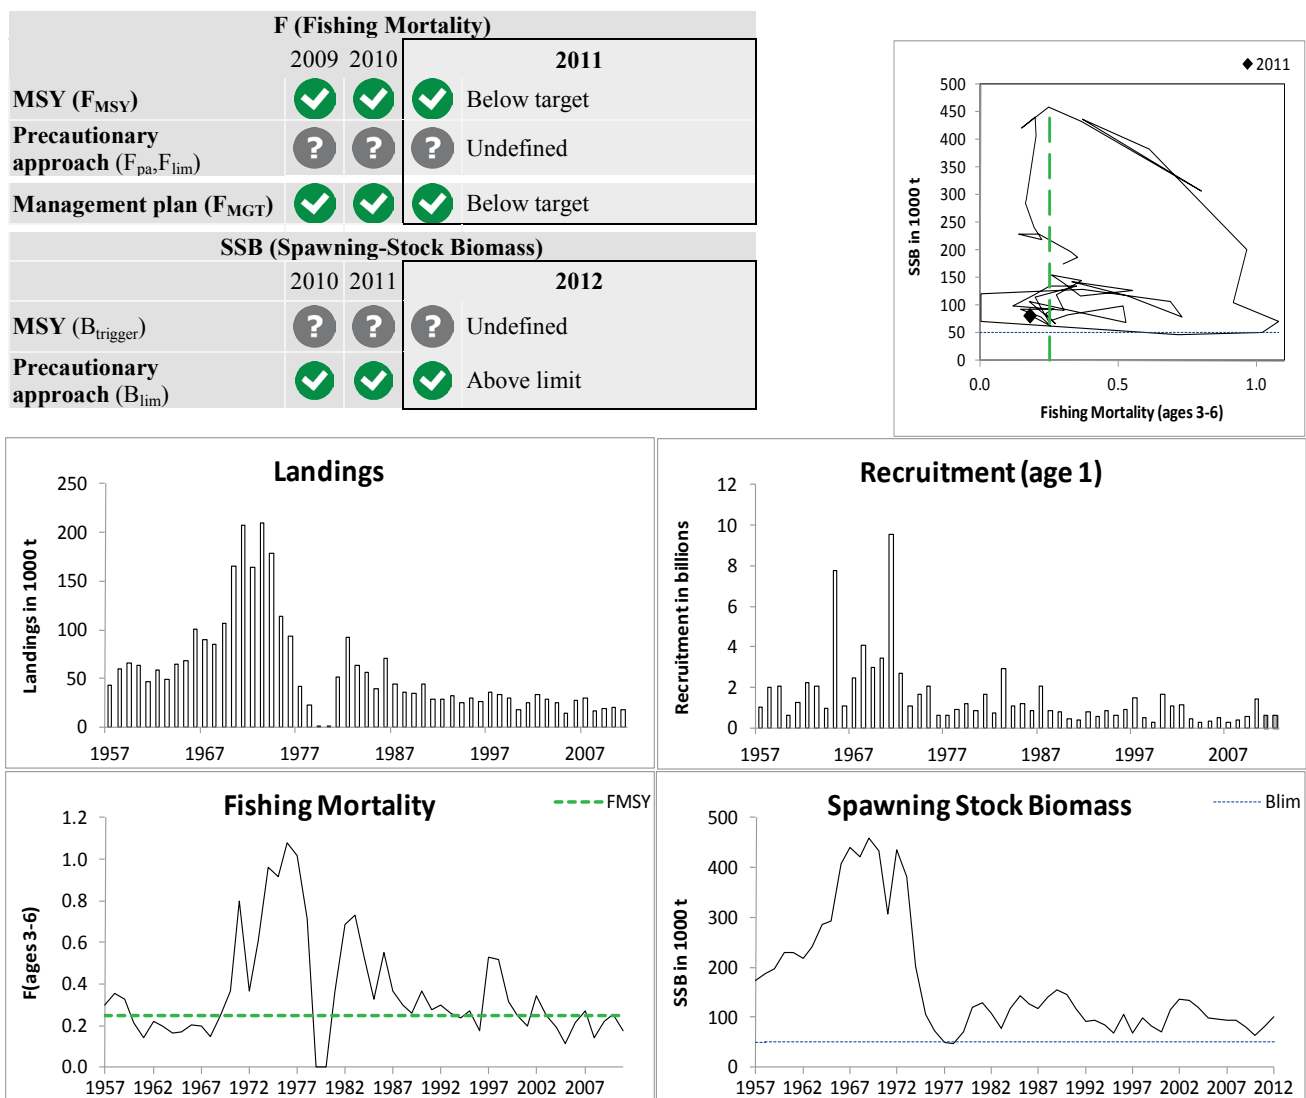 F (Fishing Mortality)
2009 2010 2011
MSY (FMSY) Below target
Precautionary
approach (Fpa,Flim) Undefined
Management plan (FMGT) Below target
SSB (Spawning-Stock Biomass)
2010 2011 2012
MSY (Btrigger) Undefined
Precautionary
approach (Blim) Above limit
2011
SSB in 1000 t
500
450
400
350
300
250
200
150
100
50
0
0.0 0.5 1.0
Fishing Mortality (ages 3-6)
Landings
Landings in 1000 t
250
200
150
100
50
0
1957 1967 1977 1987 1997 2007
Recruitment (age 1)
Recruitment in billions
12
10
8
6
4
2
0
1957 1967 1977 1987 1997 2007
Fishing Mortality
FMSY
F(ages 3-6)
1.2
1.0
0.8
0.6
0.4
0.2
0.0
1957 1962 1967 1972 1977 1982 1987 1992 1997 2002 2007
Spawning Stock Biomass
Blim
SSB in 1000 t
500
400
300
200
100
0
1957 1962 1967 1972 1977 1982 1987 1992 1997 2002 2007 2012